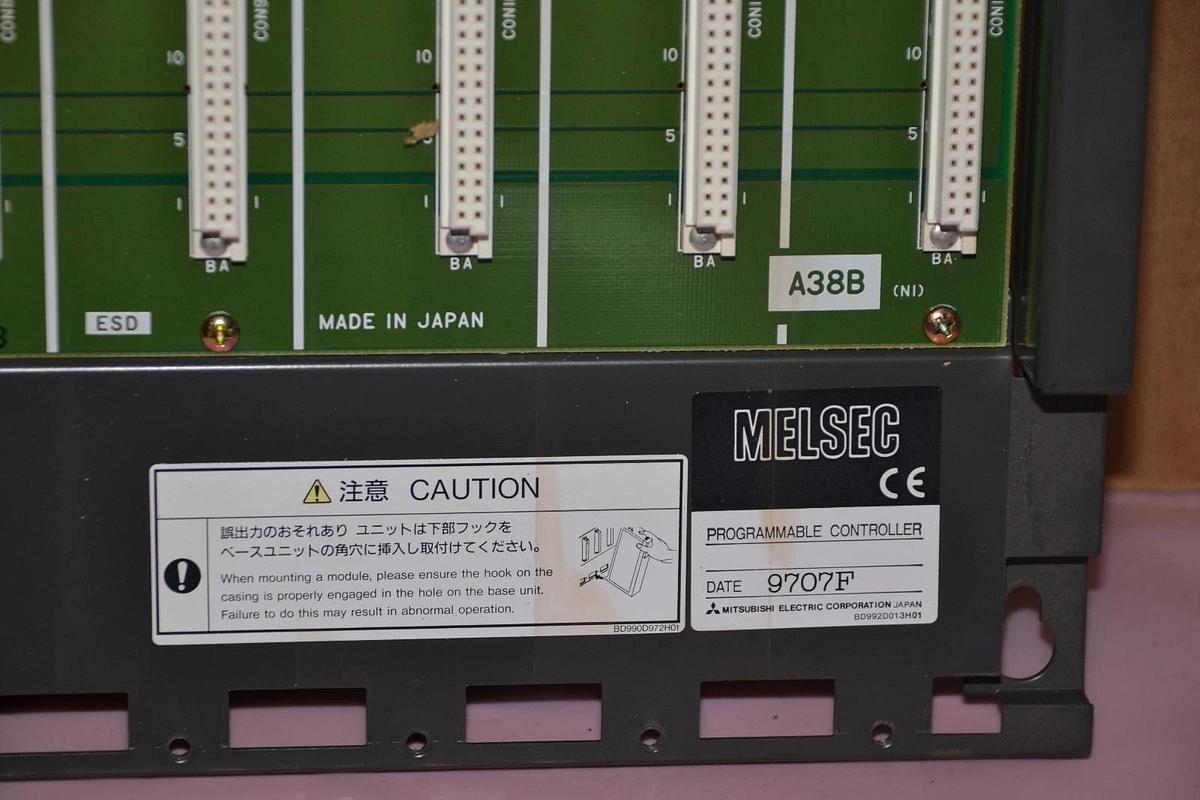 10
10
10
10
5
5
5
BA
BA
BA
BA
A38B
(NI)
ESD
MADE IN JAPAN
MELSEC
CE
PROGRAMMABLE CONTROLLER
DATE 9707F
MITSUBISHI ELECTRIC CORPORATION JAPAN
BD992D013H01
注意 CAUTION
誤出力のおそれあり ユニットは下部フックを
ベースユニットの角穴に挿入し取付けてください。
When mounting a module, please ensure the hook on the
casing is properly engaged in the hole on the base unit.
Failure to do this may result in abnormal operation.
BD990D972H01